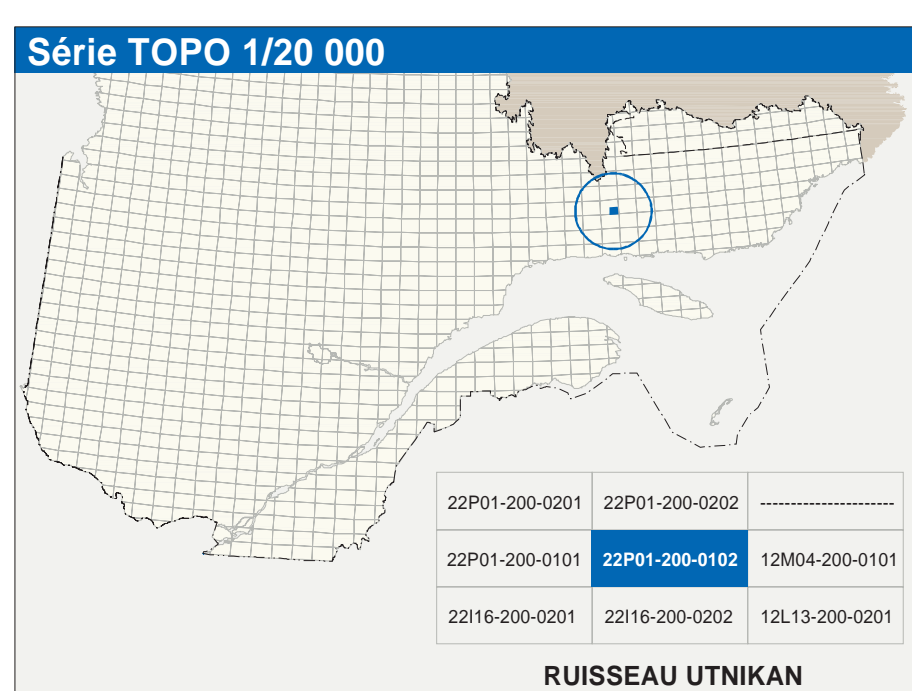 Série TOPO 1/20 000
22P01-200-0201 22P01-200-0202 ---------------------
22P01-200-0101 22P01-200-0102 12M04-200-0101
22I16-200-0201 22I16-200-0202 12L13-200-0201
RUISSEAU UTNIKAN